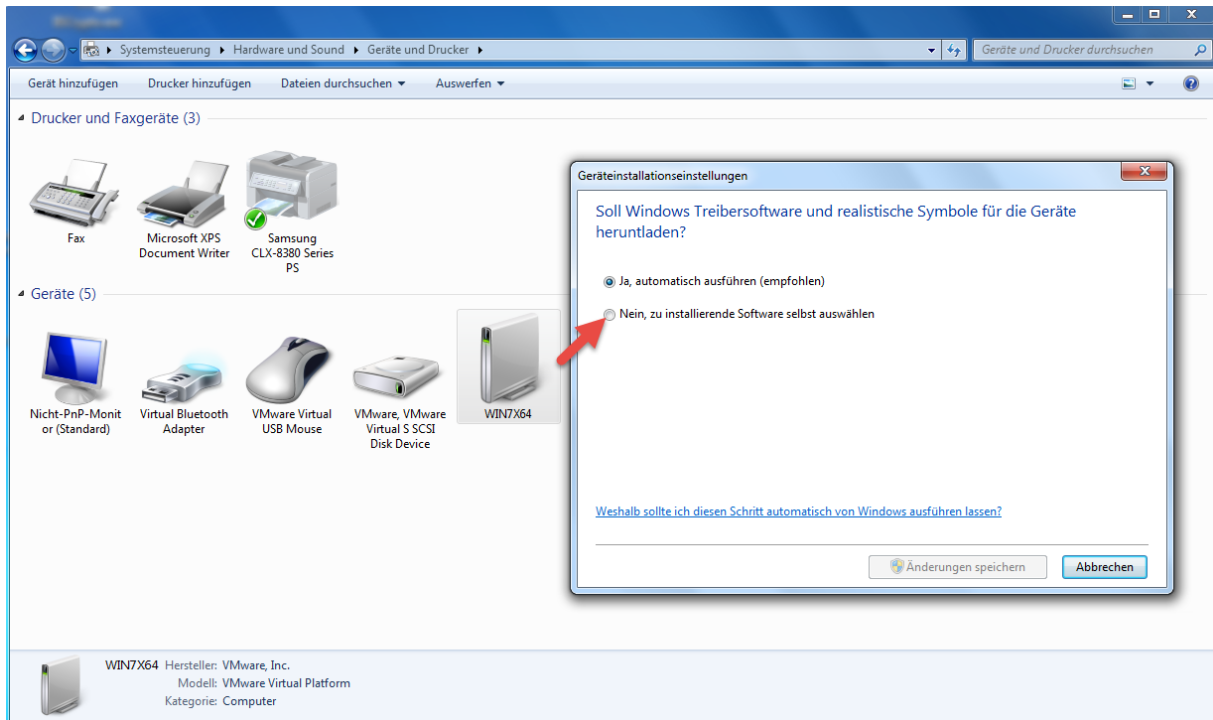 Systemsteuerung ▸ Hardware und Sound ▸ Geräte und Drucker ▸
Geräte und Drucker durchsuchen
Gerät hinzufügen Drucker hinzufügen Dateien durchsuchen Auswerfen
Drucker und Faxgeräte (3)
Fax
Microsoft XPS
Document Writer
Samsung
CLX-8380 Series
PS
Geräte (5)
Nicht-PnP-Monit
or (Standard)
Virtual Bluetooth
Adapter
VMware Virtual
USB Mouse
VMware, VMware
Virtual S SCSI
Disk Device
WIN7X64
Geräteinstallationseinstellungen
Soll Windows Treibersoftware und realistische Symbole für die Geräte
heruntladen?
Ja, automatisch ausführen (empfohlen)
Nein, zu installierende Software selbst auswählen
Weshalb sollte ich diesen Schritt automatisch von Windows ausführen lassen?
Änderungen speichern Abbrechen
WIN7X64 Hersteller: VMware, Inc.
Modell: VMware Virtual Platform
Kategorie: Computer